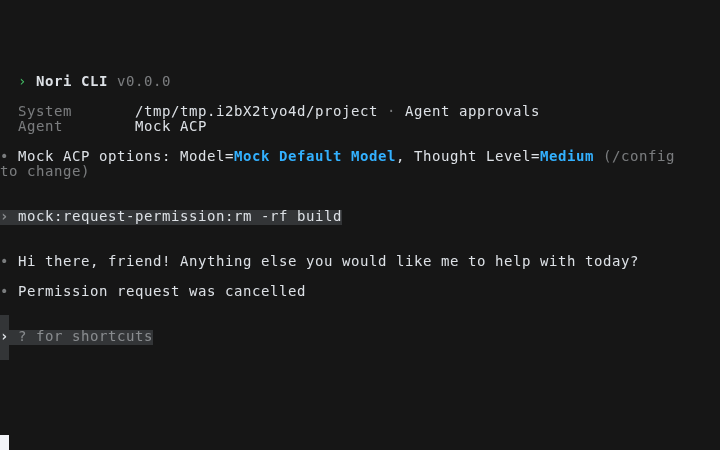 › Nori CLI v0.0.0
System /tmp/tmp.i2bX2tyo4d/project · Agent approvals
Agent Mock ACP
• Mock ACP options: Model=Mock Default Model, Thought Level=Medium (/config
to change)
› mock:request-permission:rm -rf build
• Hi there, friend! Anything else you would like me to help with today?
• Permission request was cancelled
› ? for shortcuts